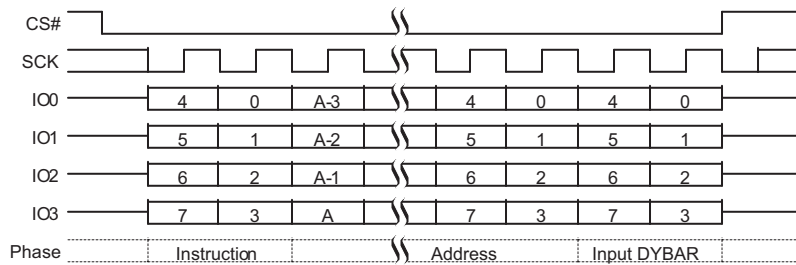 CS#
SCK
IO0 4 0 A-3 4 0 4 0
IO1 5 1 A-2 5 1 5 1
IO2 6 2 A-1 6 2 6 2
IO3 7 3 A 7 3 7 3
Phase Instruction Address Input DYBAR